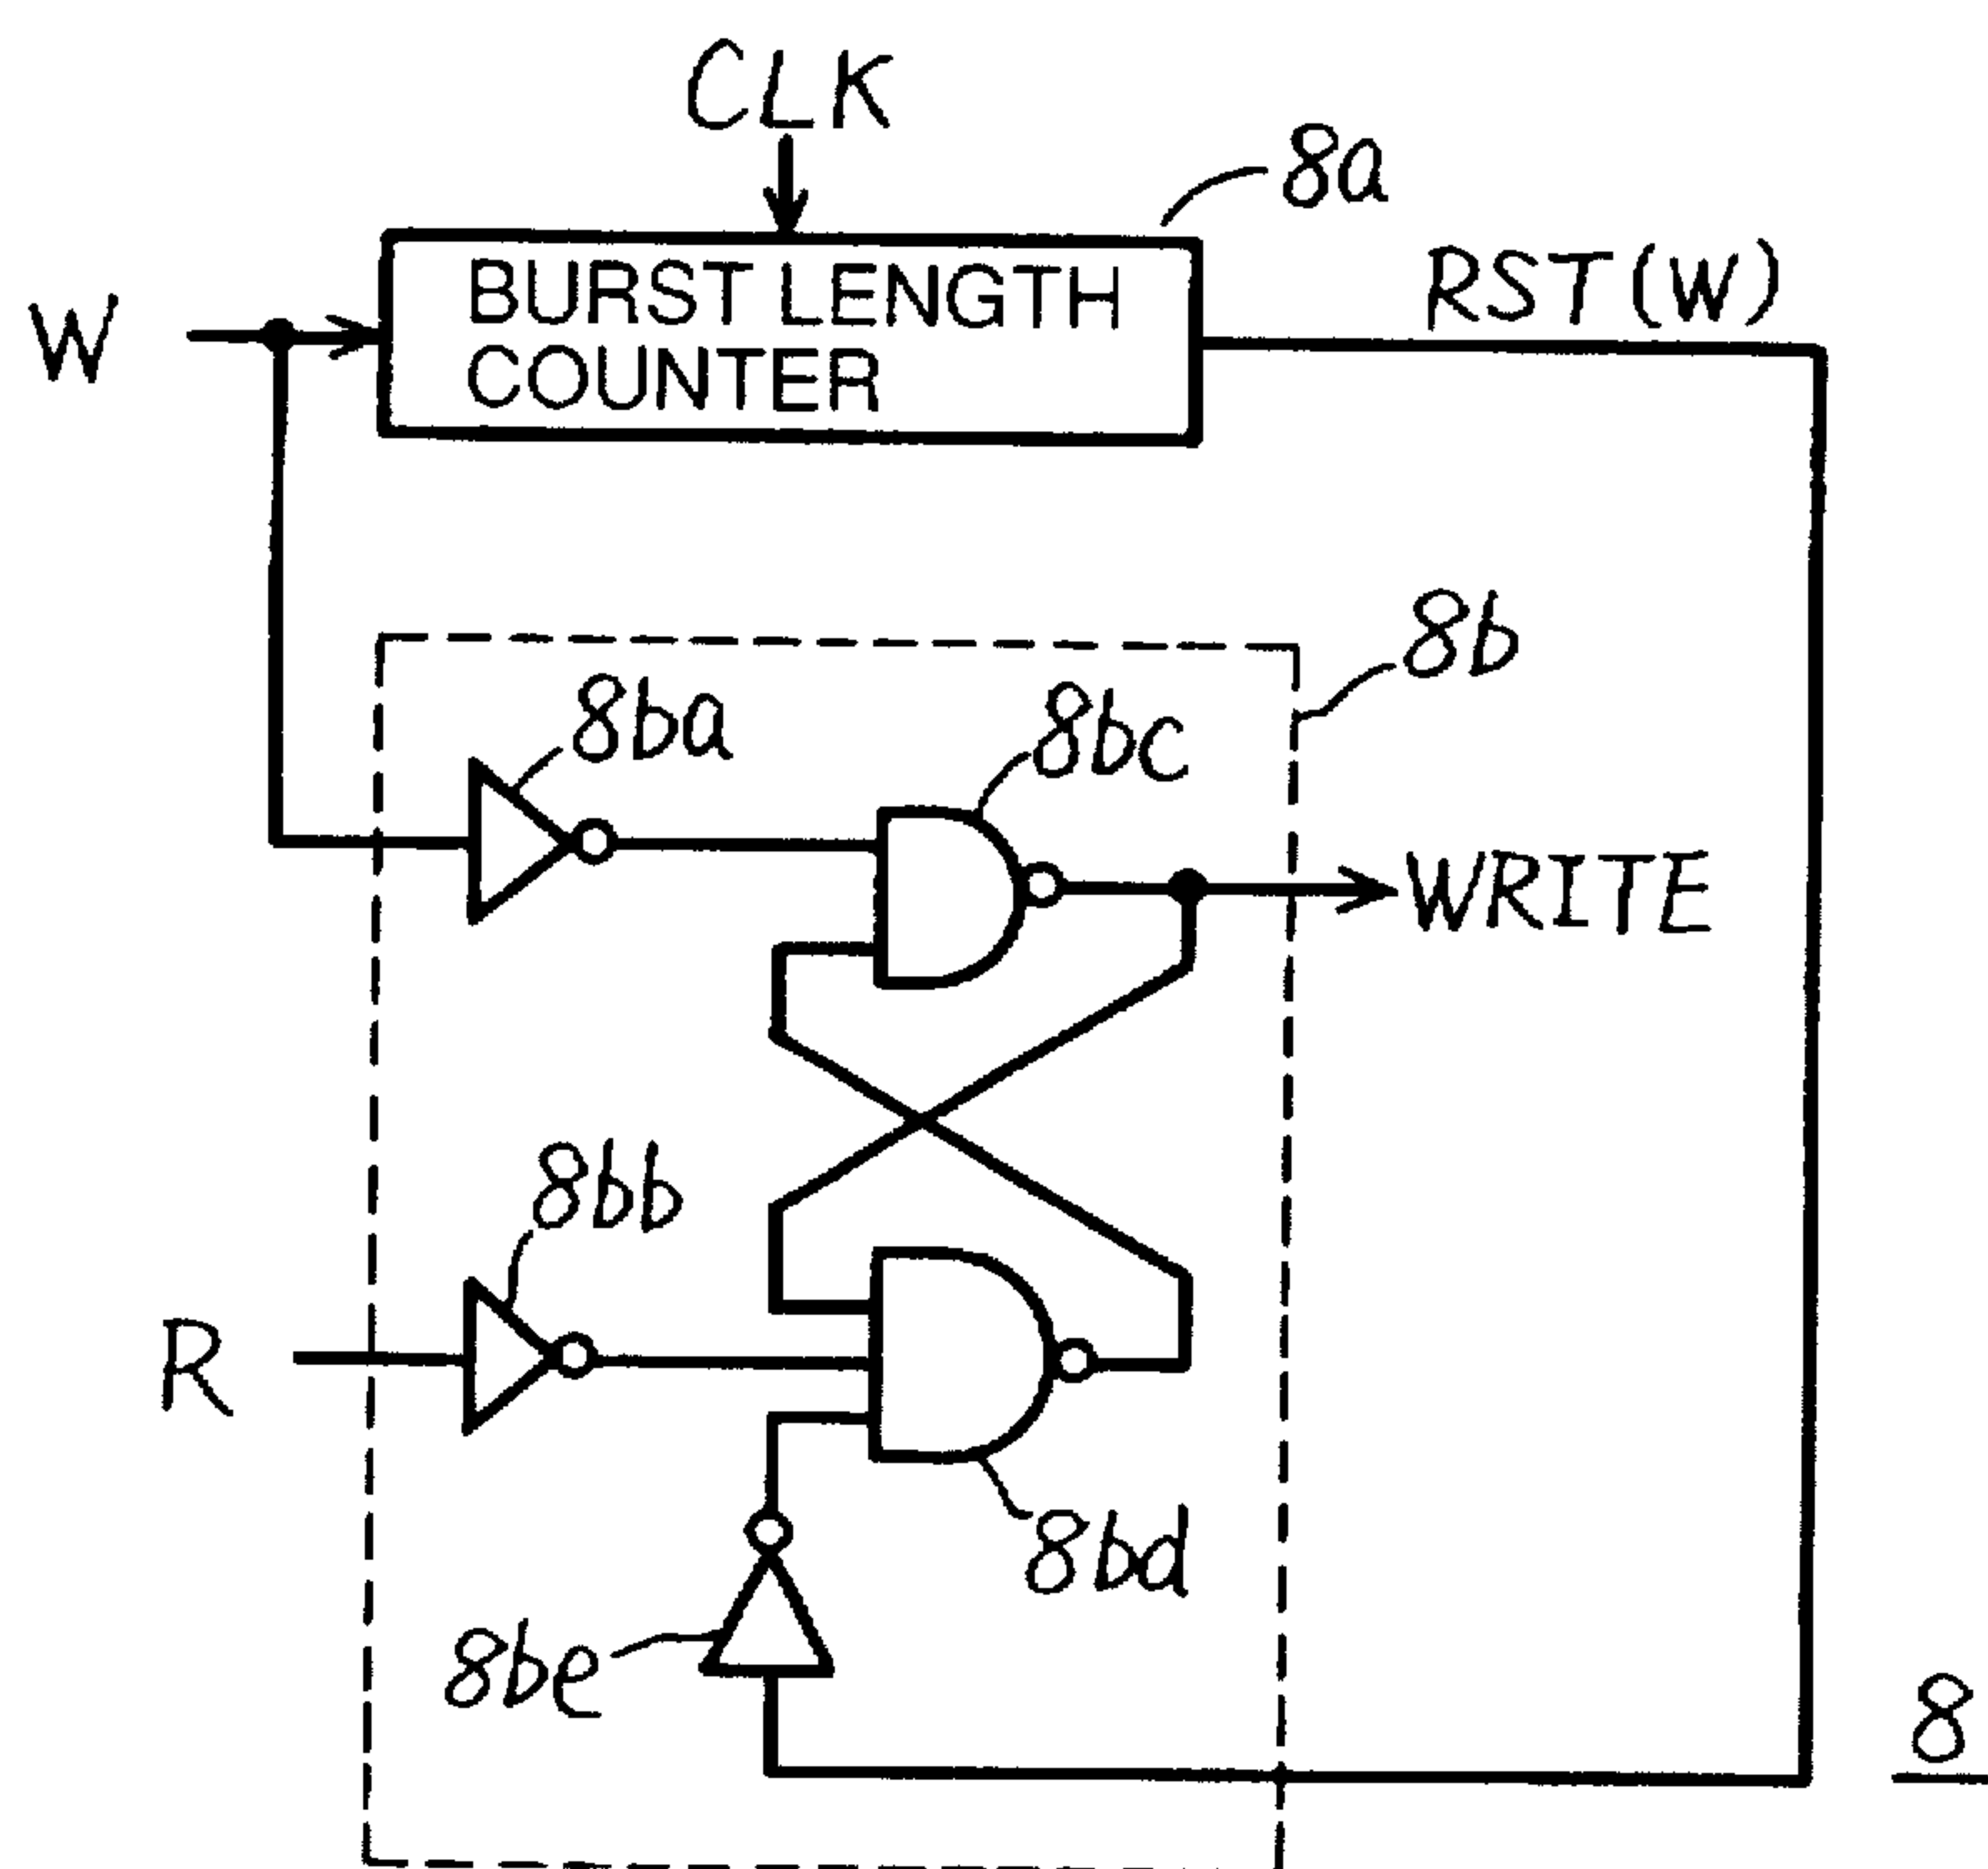 CLK
8a
BURST LENGTH
COUNTER
RST(W)
W
8b
8ba
8bc
WRITE
8bb
R
8bd
8be
8